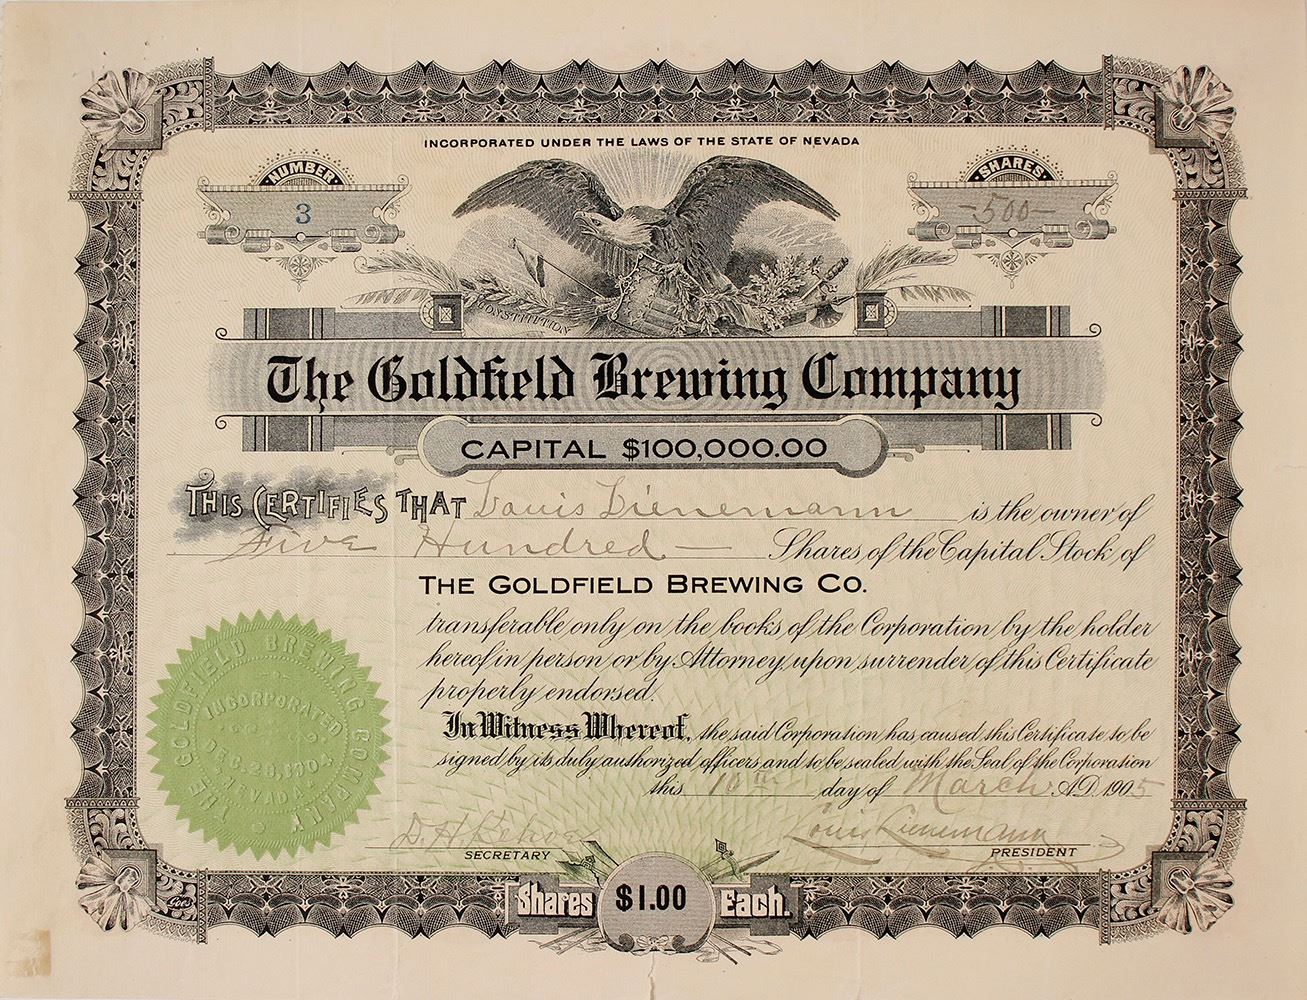 INCORPORATED UNDER THE LAWS OF THE STATE OF NEVADA
NUMBER
3
SHARES
-500-
CONSTITUTION
The Goldfield Brewing Company
CAPITAL $100,000.00
THIS CERTIFIES THAT Louis Lienemann is the owner of
Five Hundred — Shares of the Capital Stock of
THE GOLDFIELD BREWING CO.
transferable only on the books of the Corporation by the holder
hereof in person or by Attorney upon surrender of this Certificate
properly endorsed.
In Witness Whereof, the said Corporation has caused this Certificate to be
signed by its duly authorized officers and to be sealed with the Seal of the Corporation
this 10th day of March A.D. 1905
THE GOLDFIELD BREWING COMPANY
INCORPORATED
DEC. 20, 1904
NEVADA
D. H.
SECRETARY
Louis Lienemann
PRESIDENT
Shares $1.00 Each.